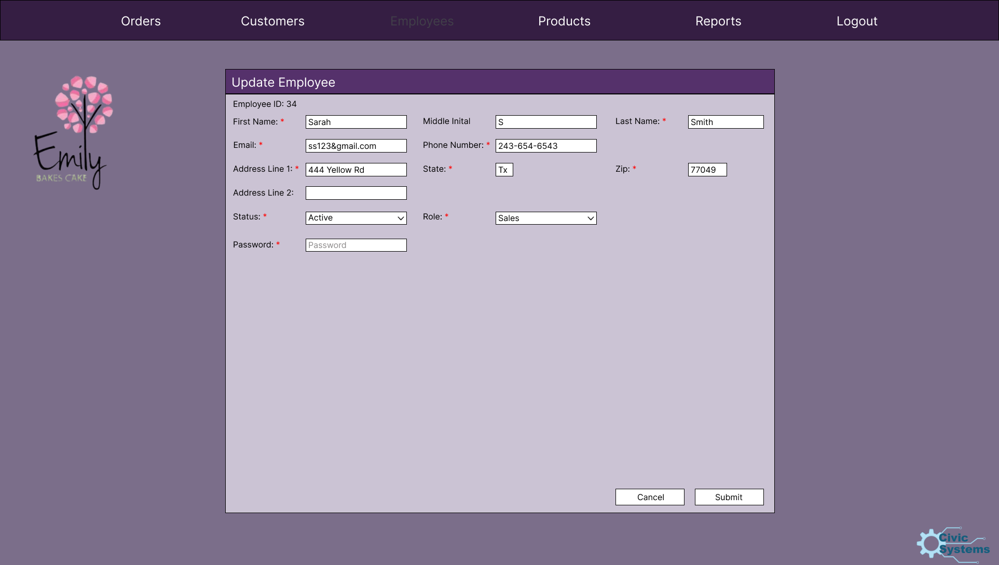 Orders Customers Employees Products Reports Logout
Emily
BAKES CAKE
Update Employee
Employee ID: 34
First Name: * Sarah Middle Inital S Last Name: * Smith
Email: * ss123&gmail.com Phone Number: * 243-654-6543
Address Line 1: * 444 Yellow Rd State: * Tx Zip: * 77049
Address Line 2:
Status: * Active Role: * Sales
Password: * Password
Cancel Submit
Civic
Systems